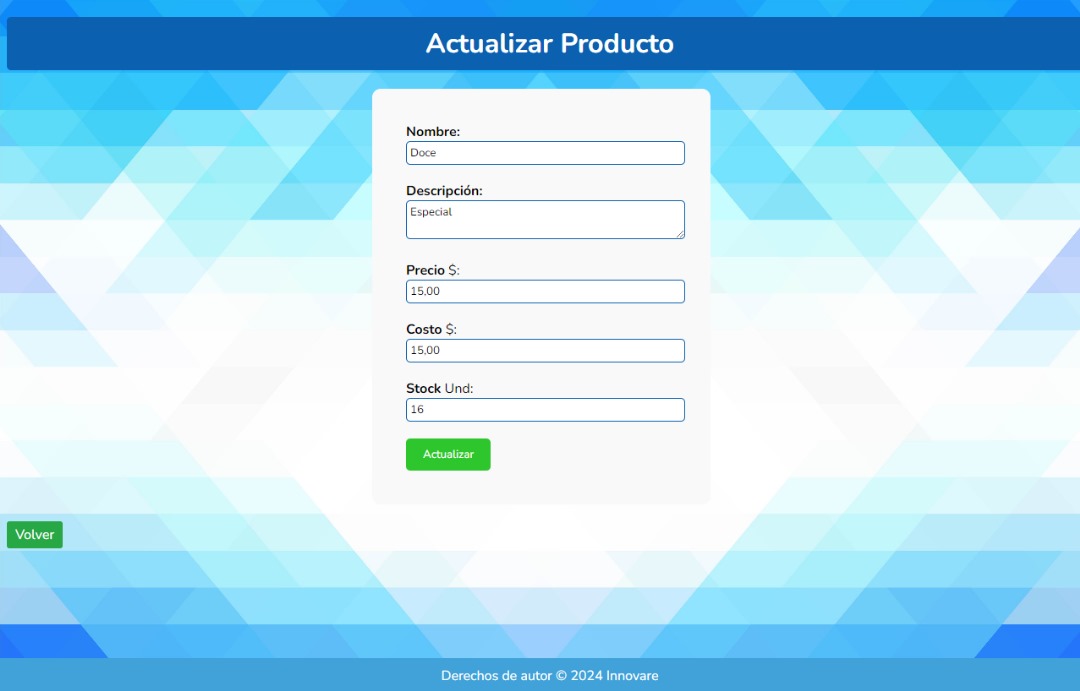 Actualizar Producto
Nombre:
Doce
Descripción:
Especial
Precio $:
15,00
Costo $:
15,00
Stock Und:
16
Actualizar
Volver
Derechos de autor © 2024 Innovare